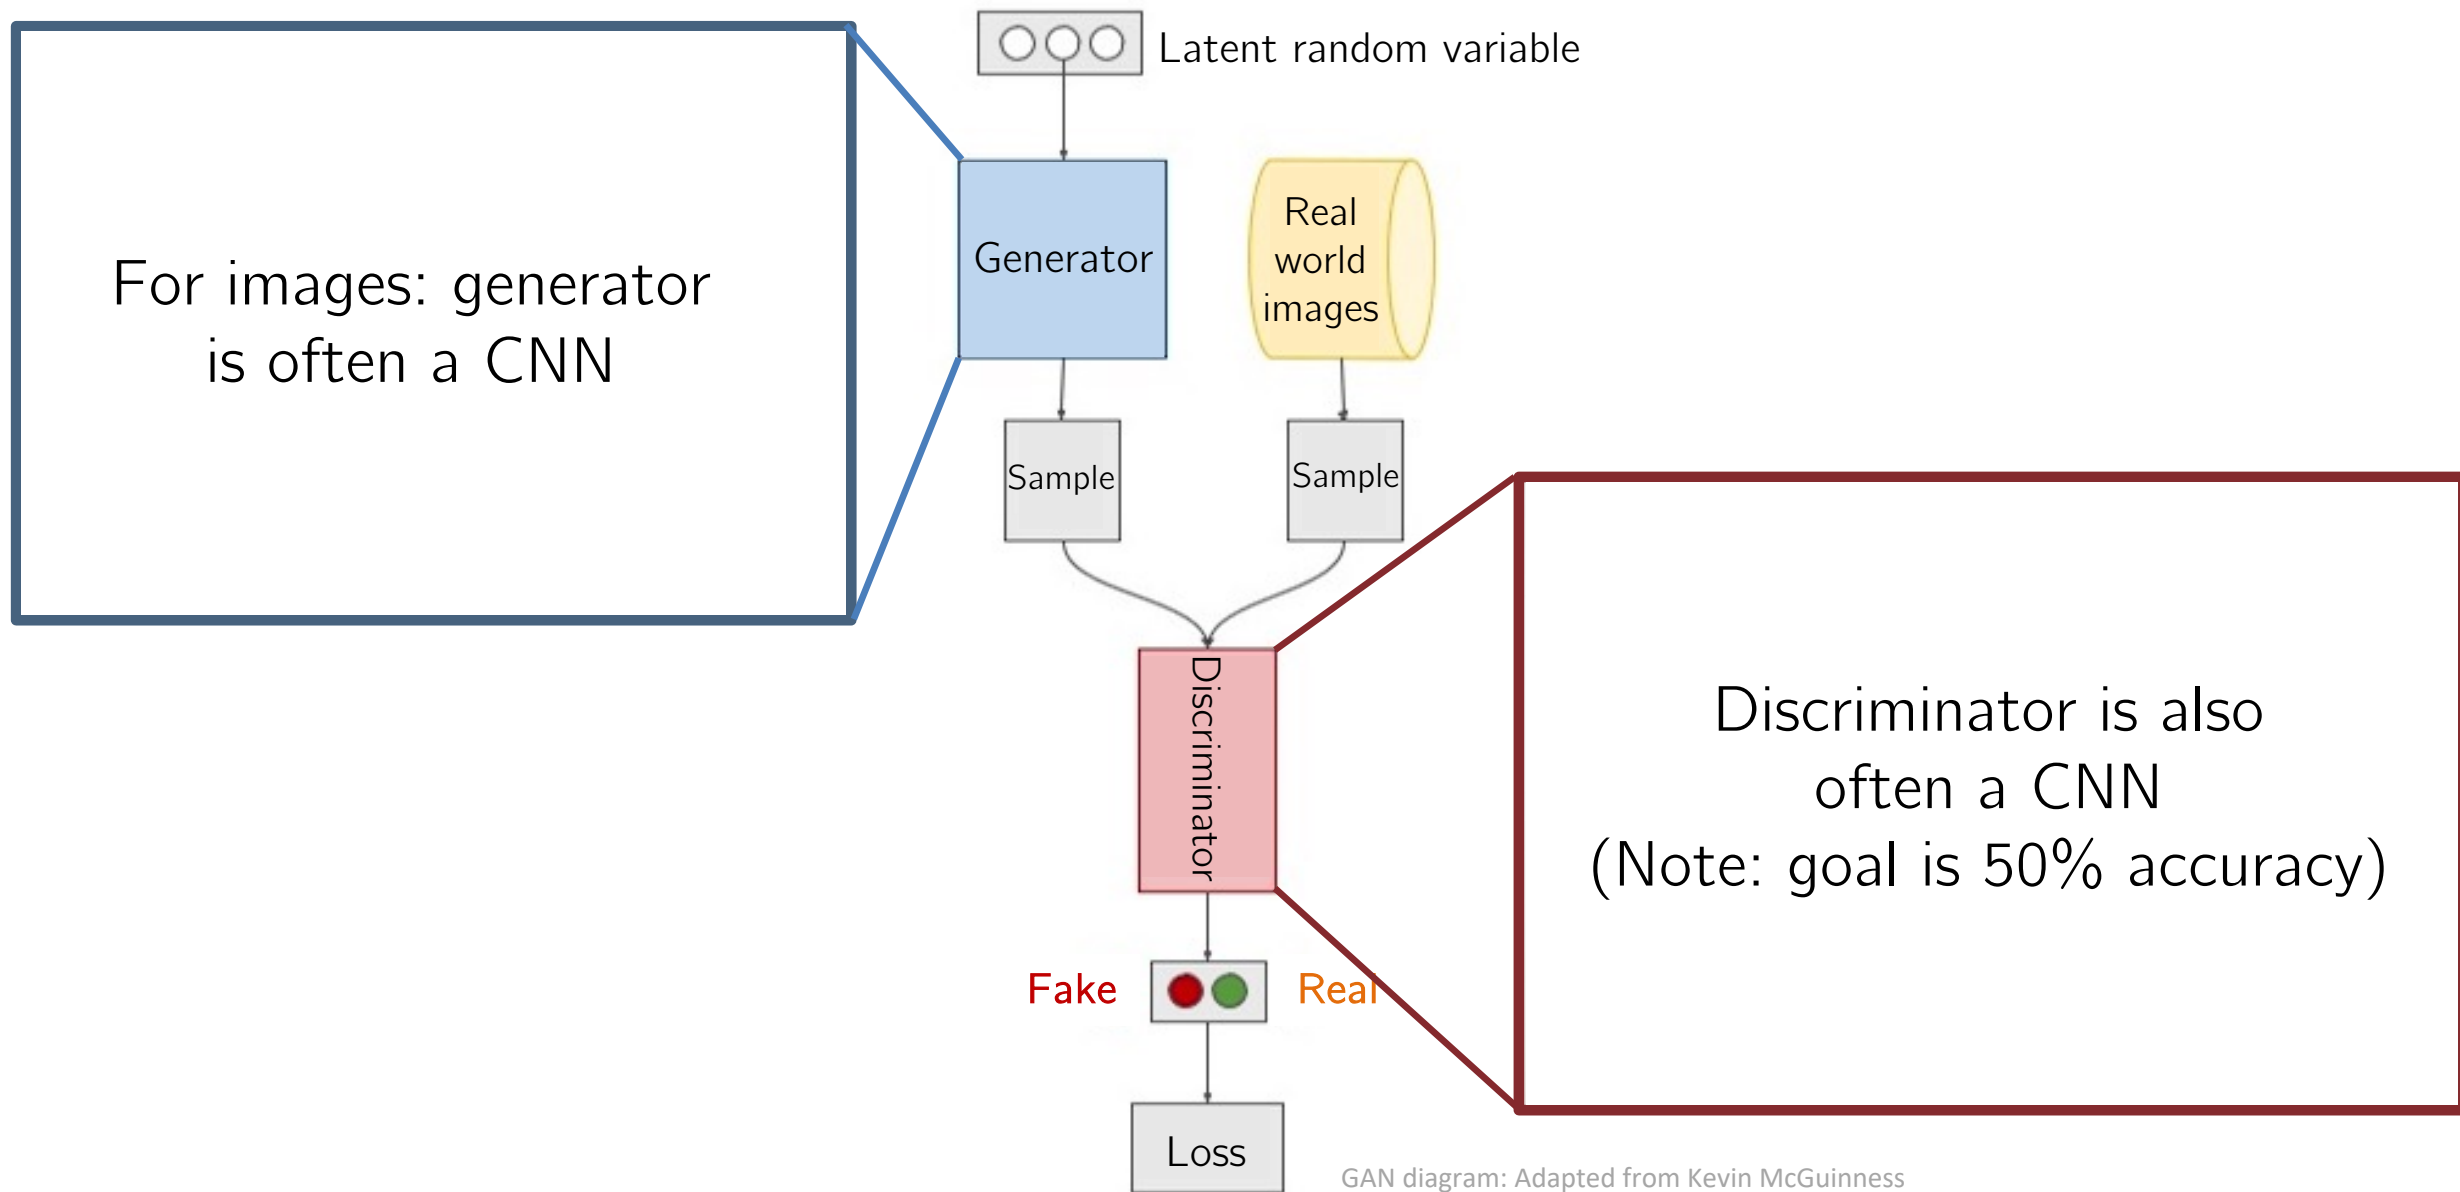 Latent random variable
For images: generator
is often a CNN
Generator
Real
world
images
Sample
Sample
Discriminator
Discriminator is also
often a CNN
(Note: goal is 50% accuracy)
Fake
Real
Loss
GAN diagram: Adapted from Kevin McGuinness